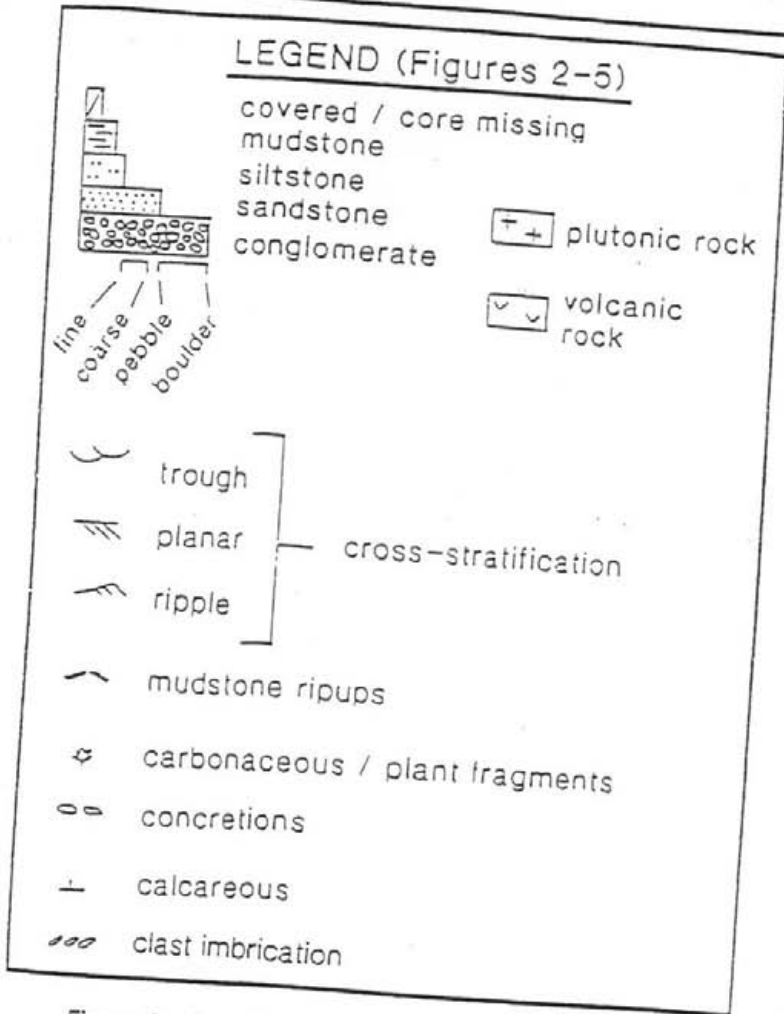 LEGEND (Figures 2-5)
covered / core missing
mudstone
siltstone
sandstone
conglomerate
plutonic rock
volcanic
rock
fine
coarse
pebble
boulder
trough
planar
ripple
cross-stratification
mudstone ripups
carbonaceous / plant fragments
concretions
calcareous
clast imbrication